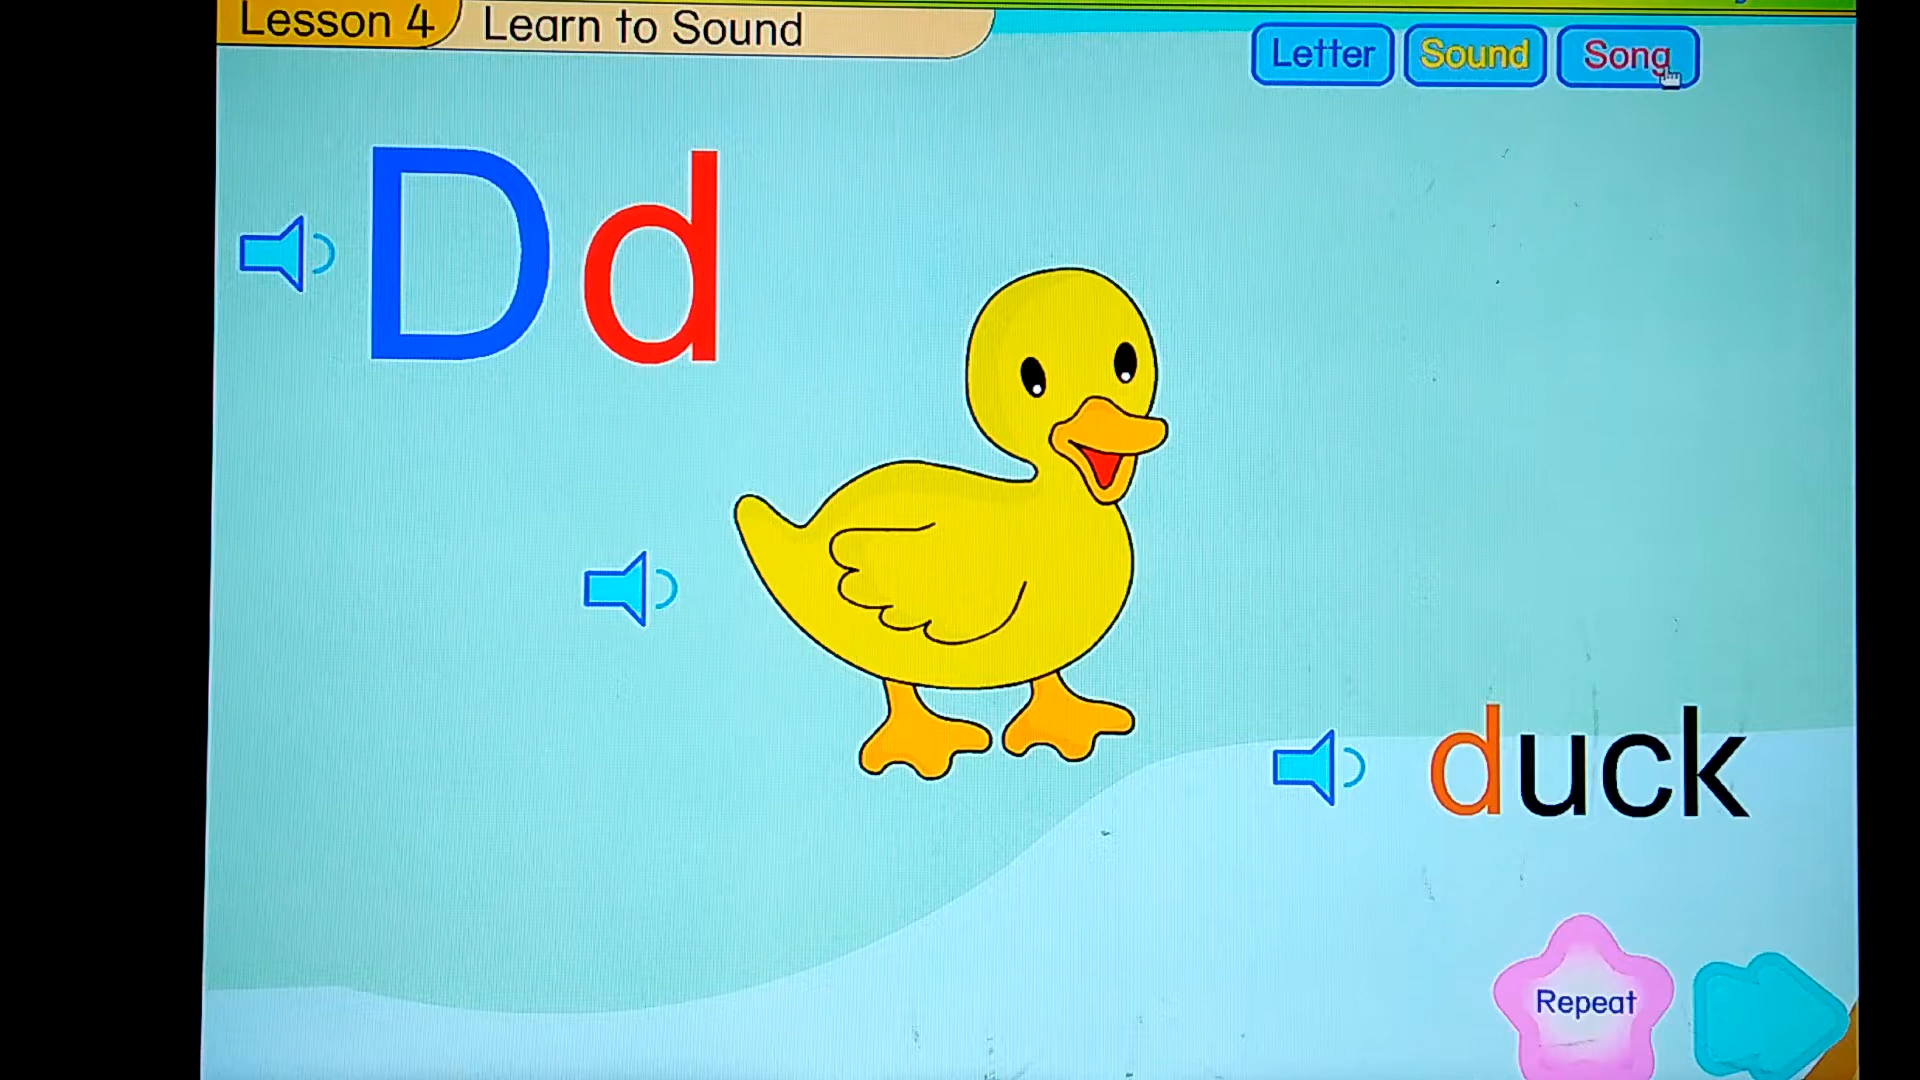 Lesson 4 Learn to Sound
Letter Sound Song
Dd
duck
Repeat